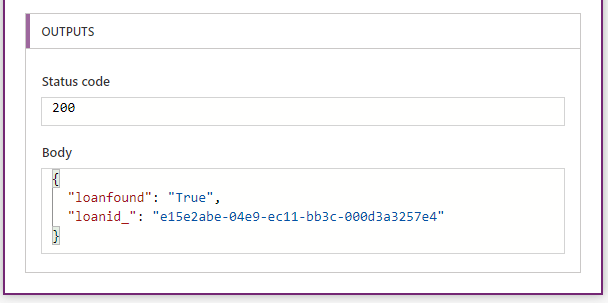 OUTPUTS
Status code
200
Body
{
"loanfound": "True",
"loanid_": "e15e2abe-04e9-ec11-bb3c-000d3a3257e4"
}